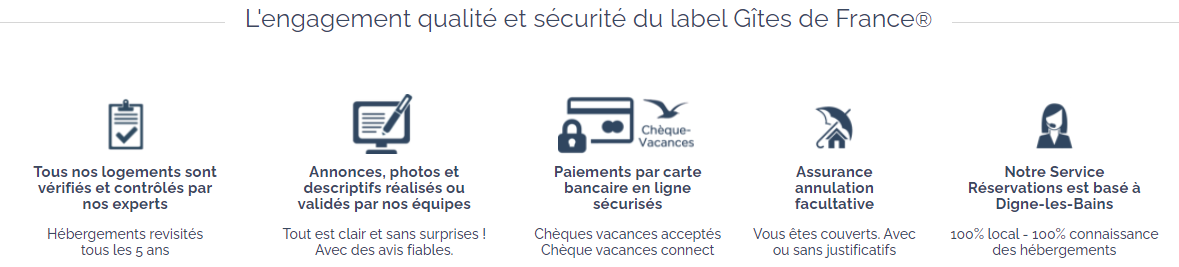 L'engagement qualité et sécurité du label Gîtes de France®
Tous nos logements sont
vérifiés et contrôlés par
nos experts
Hébergements revisités
tous les 5 ans
Annonces, photos et
descriptifs réalisés ou
validés par nos équipes
Tout est clair et sans surprises !
Avec des avis fiables.
Chèque-
Vacances
Paiements par carte
bancaire en ligne
sécurisés
Chèques vacances acceptés
Chèque vacances connect
Assurance
annulation
facultative
Vous êtes couverts. Avec
ou sans justificatifs
Notre Service
Réservations est basé à
Digne-les-Bains
100% local - 100% connaissance
des hébergements